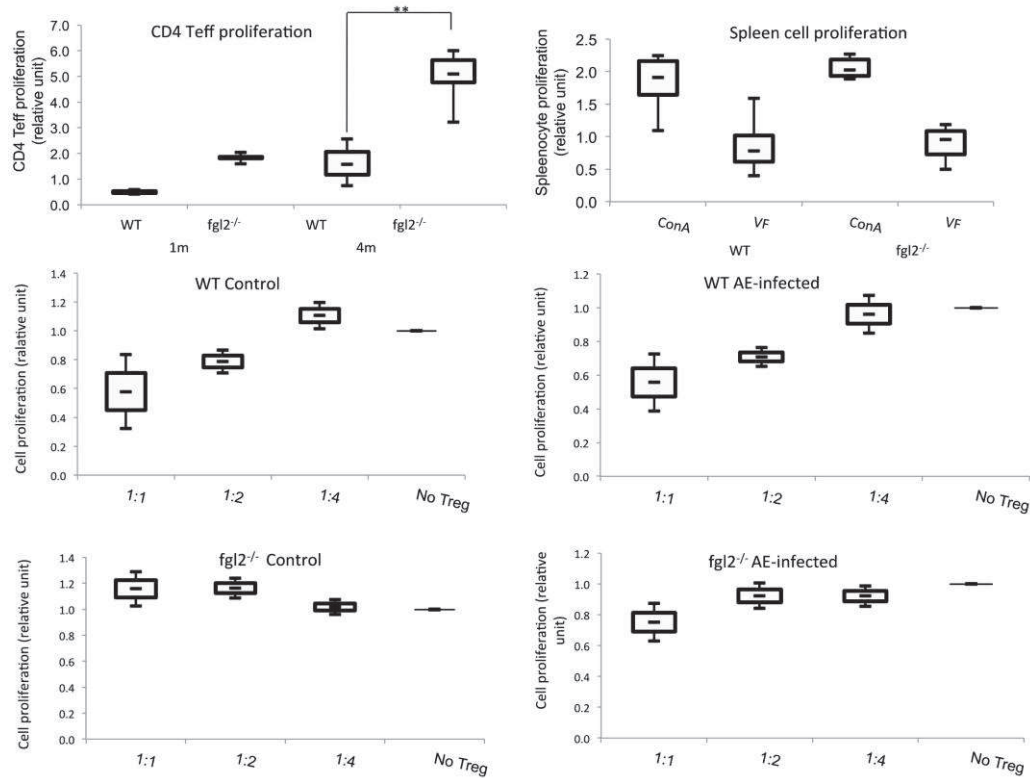 CD4 Teff proliferation
**
CD4 Teff proliferation
(relative unit)
7.0
6.0
5.0
4.0
3.0
2.0
1.0
0.0
WT
fgl2-/-
WT
fgl2-/-
1m
4m
Spleen cell proliferation
Spleenocyte proliferation
(relative unit)
2.5
2.0
1.5
1.0
0.5
0.0
ConA
VF
ConA
VF
WT
fgl2-/-
WT Control
Cell proliferation (ralative unit)
1.4
1.2
1.0
0.8
0.6
0.4
0.2
0.0
1:1
1:2
1:4
No Treg
WT AE-infected
Cell proliferation (relative unit)
1.2
1.0
0.8
0.6
0.4
0.2
0.0
1:1
1:2
1:4
No Treg
fgl2-/- Control
Cell proliferation (relative unit)
1.4
1.2
1.0
0.8
0.6
0.4
0.2
0.0
1:1
1:2
1:4
No Treg
fgl2-/- AE-infected
Cell proliferation (relative
unit)
1.2
1.0
0.8
0.6
0.4
0.2
0.0
1:1
1:2
1:4
No Treg